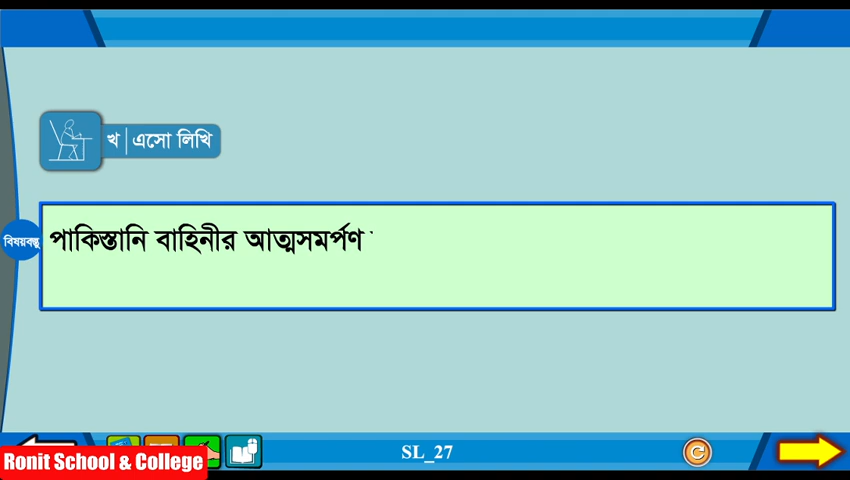 খ | এসো লিখি
বিষয়বস্তু
পাকিস্তানি বাহিনীর আত্মসমর্পণ
SL_27
Ronit School & College